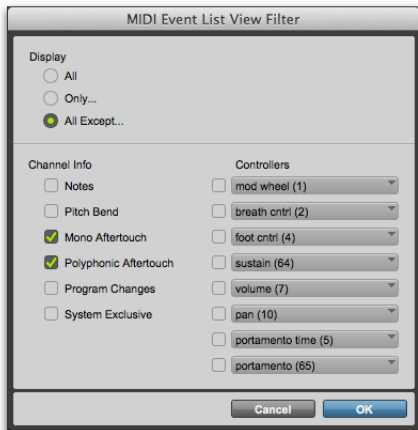 MIDI Event List View Filter
Display
All
Only...
All Except...
Channel Info
Controllers
Notes
mod wheel (1)
Pitch Bend
breath cntrl (2)
Mono Aftertouch
foot cntrl (4)
Polyphonic Aftertouch
sustain (64)
Program Changes
volume (7)
System Exclusive
pan (10)
portamento time (5)
portamento (65)
Cancel
OK